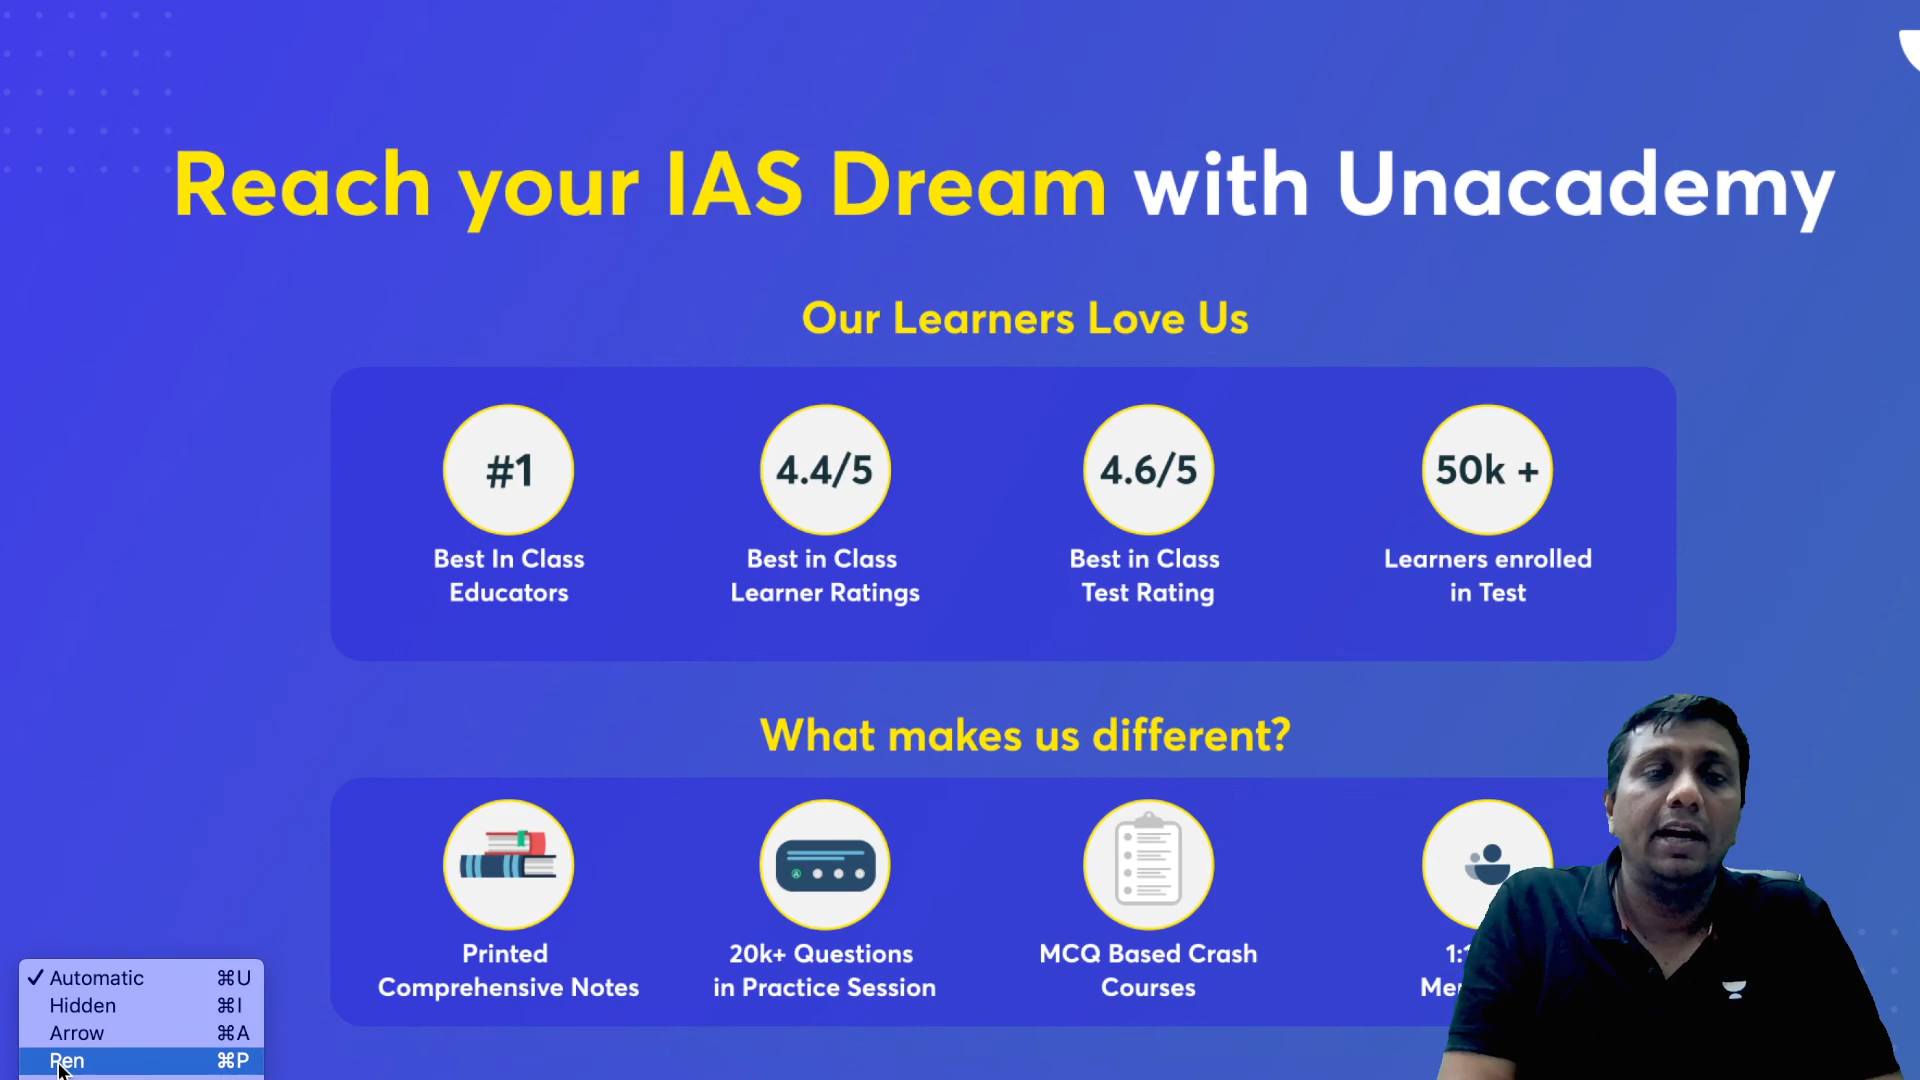 Reach your IAS Dream with Unacademy
Our Learners Love Us
#1
4.4/5
4.6/5
50k +
Best In Class
Educators
Best in Class
Learner Ratings
Best in Class
Test Rating
Learners enrolled
in Test
What makes us different?
Printed
Comprehensive Notes
20k+ Questions
in Practice Session
MCQ Based Crash
Courses
✓ Automatic ⌘U
Hidden ⌘I
Arrow ⌘A
Pen ⌘P